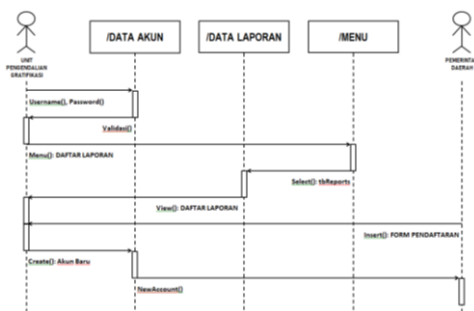 /DATA AKUN
/DATA LAPORAN
/MENU
UNIT
PENGENDALIAN
GRATIFIKASI
PEMERINTA
DAERAH
Username(), Password()
Validasi()
Menu(): DAFTAR LAPORAN
Select(): tbReports
View(): DAFTAR LAPORAN
Insert(): FORM PENDAFTARAN
Create(): Akun Baru
NewAccount()